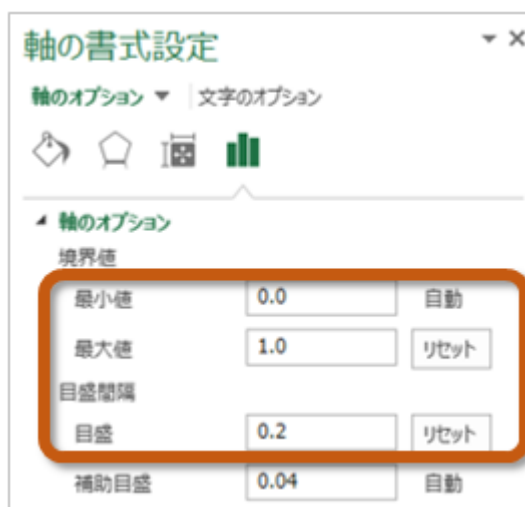 軸の書式設定
軸のオプション 文字のオプション
軸のオプション
境界値
最小値 0.0 自動
最大値 1.0 リセット
目盛間隔
目盛 0.2 リセット
補助目盛 0.04 自動